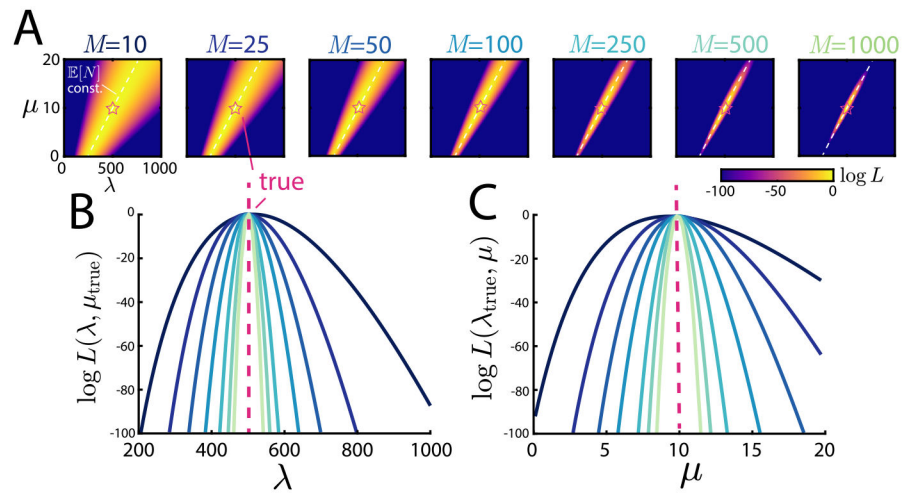 A
M=10 M=25 M=50 M=100 M=250 M=500 M=1000
20
𝔼[N]
const.
μ 10
0
0 500 1000
λ
log L
-100 -50 0
true
B
0
-20
-40
-60
-80
-100
log L(λ, μtrue)
200 400 600 800 1000
λ
C
0
-20
-40
-60
-80
-100
log L(λtrue, μ)
0 5 10 15 20
μ